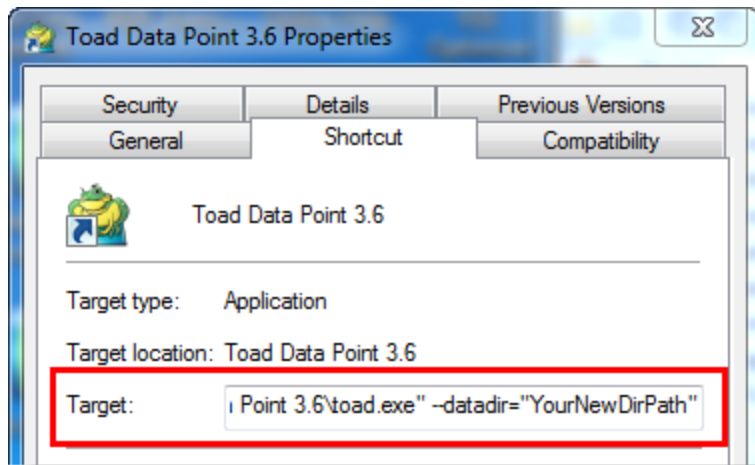 Toad Data Point 3.6 Properties
Security Details Previous Versions
General Shortcut Compatibility
Toad Data Point 3.6
Target type: Application
Target location: Toad Data Point 3.6
Target: Point 3.6\toad.exe" --datadir="YourNewDirPath"